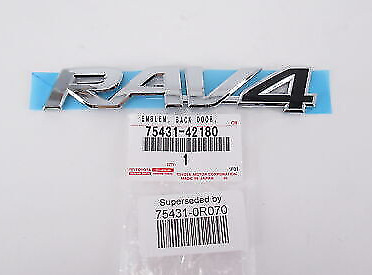 RAV4
EMBLEM, BACK DOOR,
75431-42180
1
TOYOTA MOTOR CORPORATION
MADE IN JAPAN
Superseded by
75431-0R070